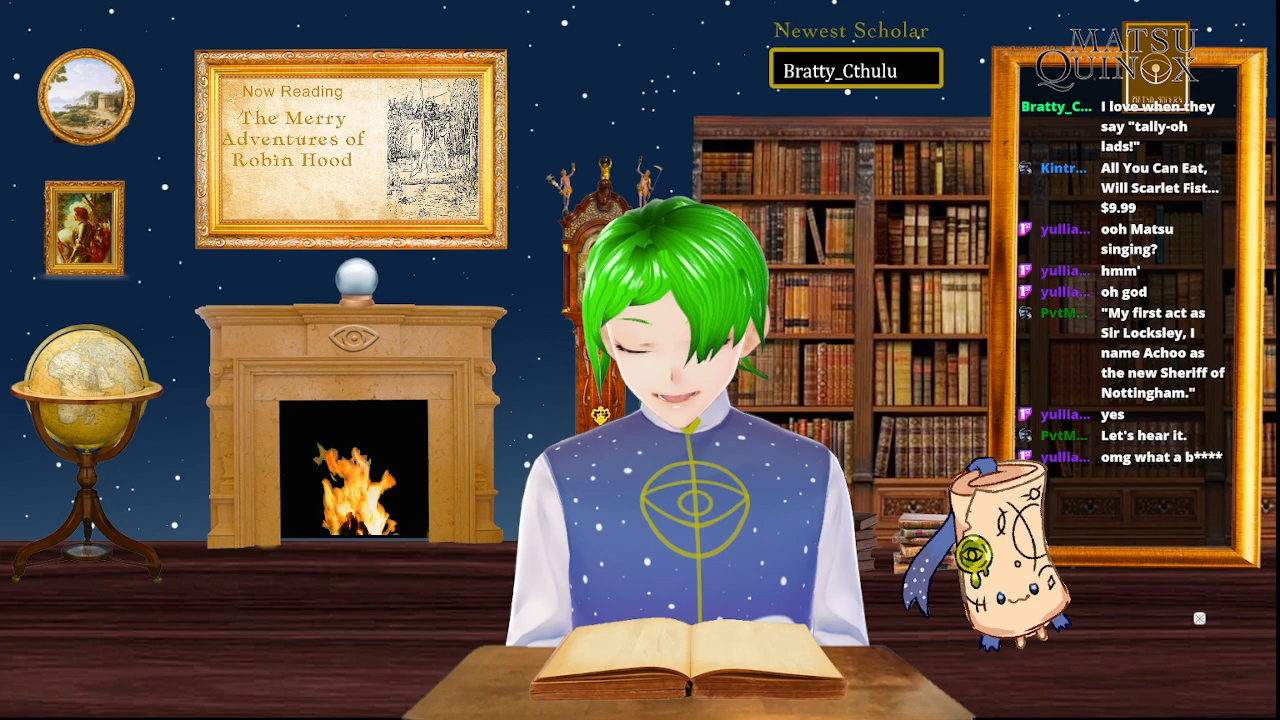 Newest Scholar
Bratty_Cthulu
Now Reading
The Merry
Adventures of
Robin Hood
MATSU
QUINOX
Bratty_C... I love when they
say "tally-oh
lads!"
Kintr... All You Can Eat,
Will Scarlet Fist...
$9.99
yullia... ooh Matsu
singing?
yullia... hmm'
yullia... oh god
PvtM... "My first act as
Sir Locksley, I
name Achoo as
the new Sheriff of
Nottingham."
yullia... yes
PvtM... Let's hear it.
yullia... omg what a b****